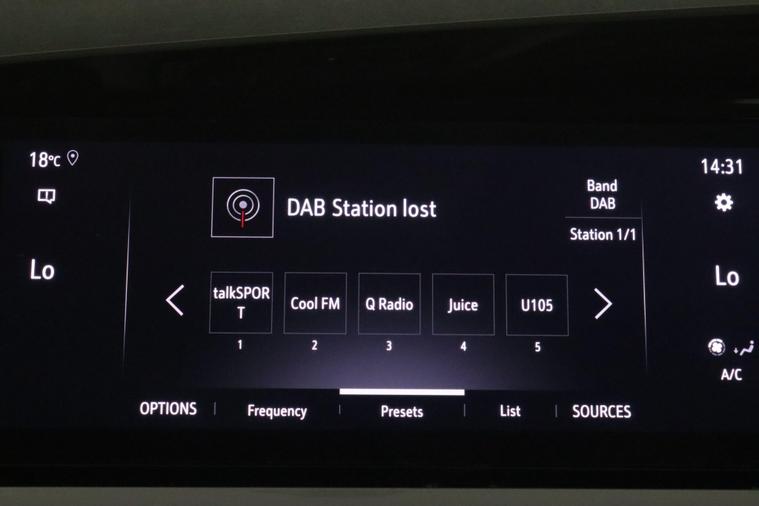 18°C
14:31
Band
DAB
DAB Station lost
Station 1/1
Lo
Lo
talkSPOR
T
Cool FM
Q Radio
Juice
U105
1
2
3
4
5
A/C
OPTIONS
Frequency
Presets
List
SOURCES